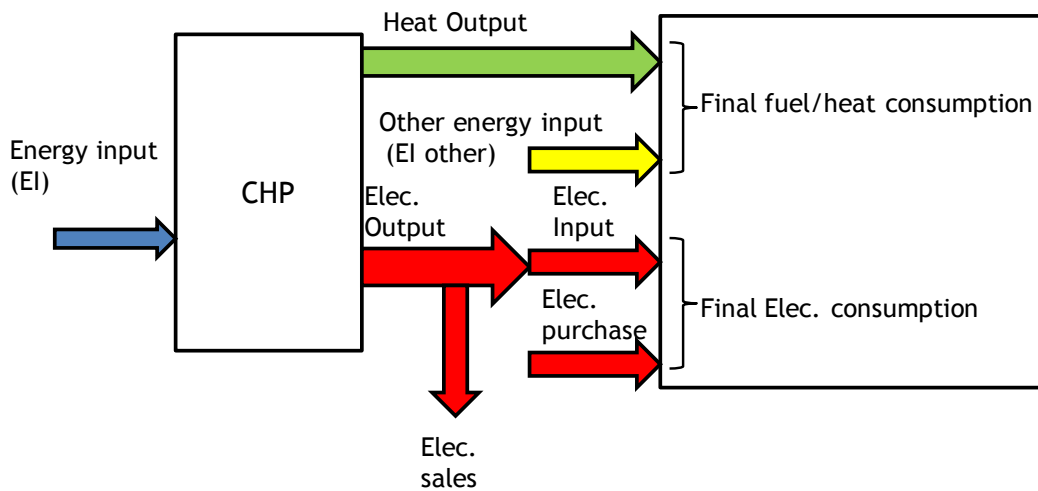 Heat Output
Final fuel/heat consumption
Other energy input
(EI other)
Energy input
(EI)
CHP
Elec.
Output
Elec.
Input
Elec.
purchase
Final Elec. consumption
Elec.
sales